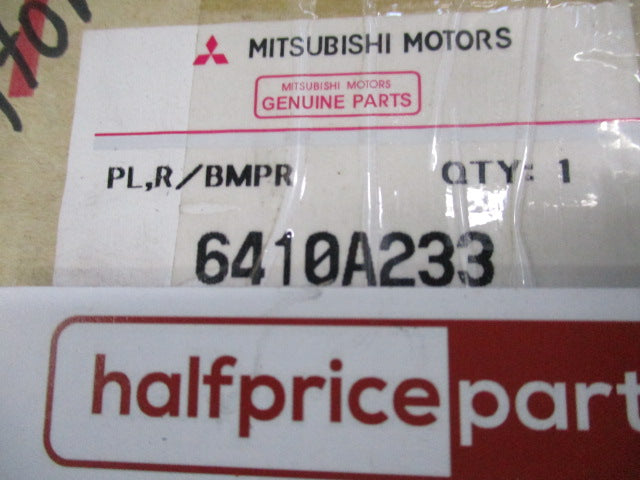 MITSUBISHI MOTORS
MITSUBISHI MOTORS
GENUINE PARTS
PL,R/BMPR QTY: 1
6410A233
halfpricepart